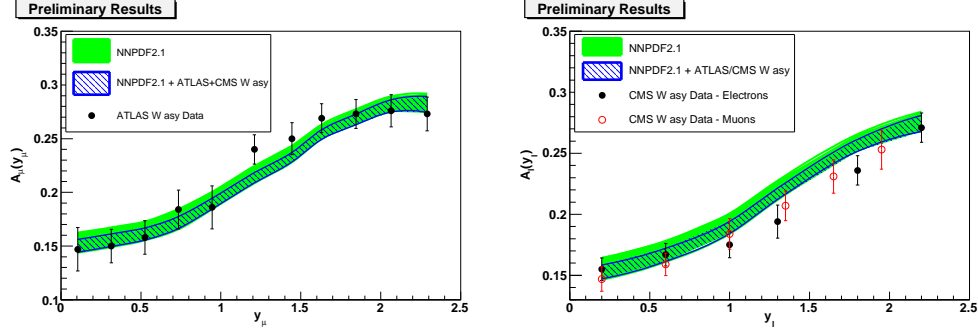 Preliminary Results
0.35
0.3
0.25
0.2
0.15
0.1
A_μ(y_μ)
NNPDF2.1
NNPDF2.1 + ATLAS+CMS W asy
ATLAS W asy Data
0 0.5 1 1.5 2 2.5
y_μ
Preliminary Results
0.35
0.3
0.25
0.2
0.15
A_l(y_l)
NNPDF2.1
NNPDF2.1 + ATLAS/CMS W asy
CMS W asy Data - Electrons
CMS W asy Data - Muons
0 0.5 1 1.5 2 2.5
y_l